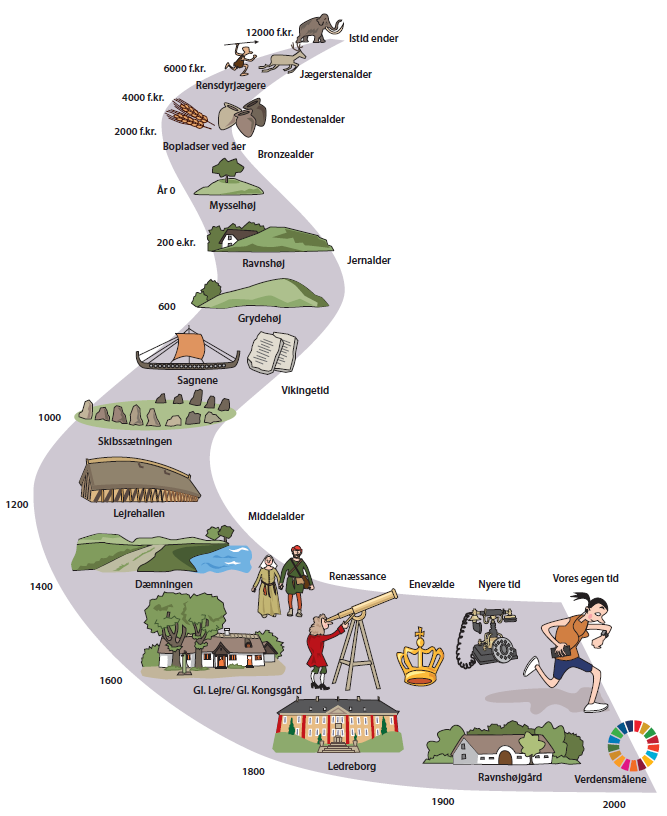 12000 f.kr.
Istid ender
6000 f.kr.
Jægerstenalder
Rensdyrjægere
4000 f.kr.
Bondestenalder
2000 f.kr.
Bopladser ved åer
Bronzealder
År 0
Mysselhøj
200 e.kr.
Ravnshøj
Jernalder
600
Grydehøj
Sagnene
Vikingetid
1000
Skibssætningen
1200
Lejrehallen
Middelalder
1400
Dæmningen
Renæssance
Enevælde
Nyere tid
Vores egen tid
1600
Gl. Lejre/ Gl. Kongsgård
1800
Ledreborg
Ravnshøjgård
Verdensmålene
1900
2000